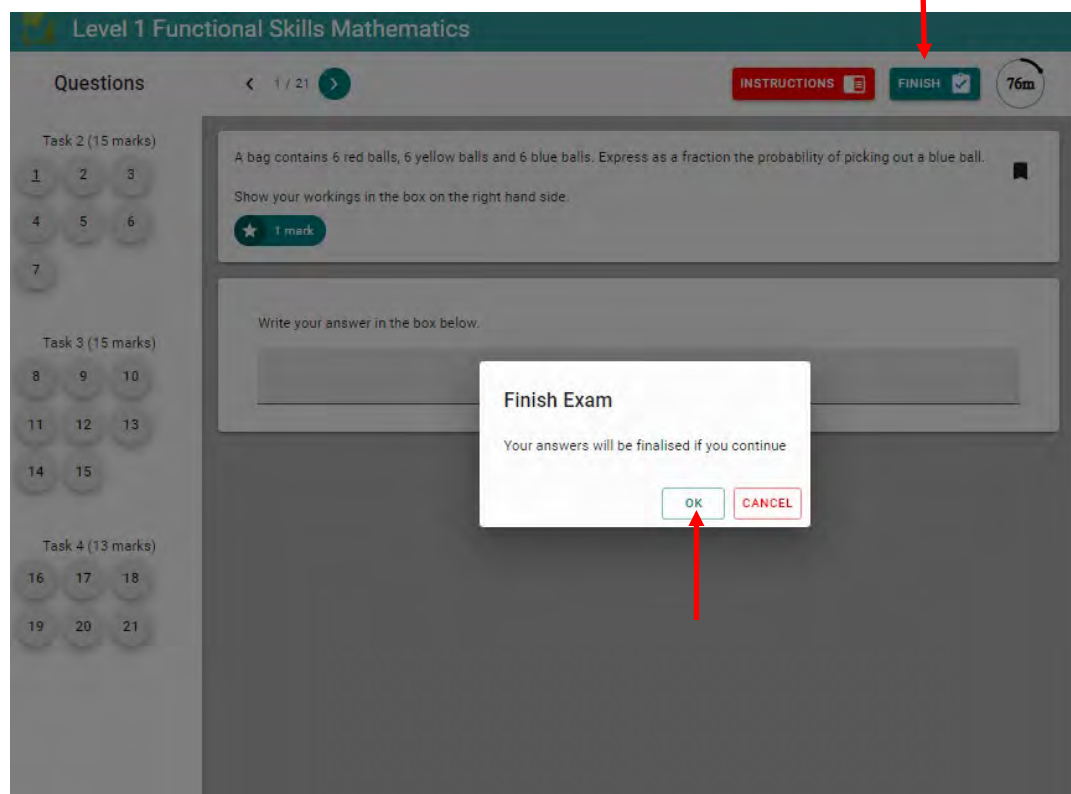 Level 1 Functional Skills Mathematics
Questions
1 / 21
INSTRUCTIONS
FINISH
76m
Task 2 (15 marks)
1 2 3
4 5 6
7
Task 3 (15 marks)
8 9 10
11 12 13
14 15
Task 4 (13 marks)
16 17 18
19 20 21
A bag contains 6 red balls, 6 yellow balls and 6 blue balls. Express as a fraction the probability of picking out a blue ball.
Show your workings in the box on the right hand side.
1 mark
Write your answer in the box below.
Finish Exam
Your answers will be finalised if you continue
OK CANCEL